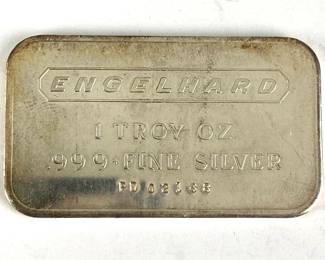 ENGELHARD
1 TROY OZ
.999+FINE SILVER